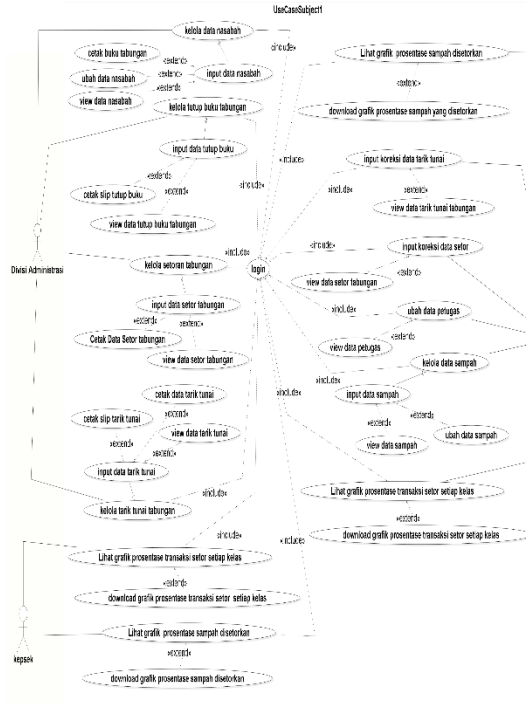 UseCaseSubject1
kelola data nasabah
cetak buku tabungan
«extend»
ubah data nasabah
«extend»
input data nasabah
view data nasabah
«extend»
kelola tutup buku tabungan
input data tutup buku
«extend»
cetak slip tutup buku
«extend»
view data tutup buku tabungan
Divisi Administrasi
kelola setoran tabungan
input data setor tabungan
«extend»
«extend»
Cetak Data Setor tabungan
view data setor tabungan
cetak data tarik tunai
cetak slip tarik tunai
«extend»
view data tarik tunai
«extend»
«extend»
input data tarik tunai
kelola tarik tunai tabungan
«include»
«include»
Lihat grafik prosentase transaksi setor setiap kelas
«extend»
download grafik prosentase transaksi setor setiap kelas
Lihat grafik prosentase sampah disetorkan
kepsek
«extend»
download grafik prosentase sampah disetorkan
«include»
«include»
«include»
«include»
login
Lihat grafik prosentase sampah disetorkan
«extend»
download grafik prosentase sampah yang disetorkan
input koreksi data tarik tunai
«include»
«extend»
view data tarik tunai tabungan
«include»
input koreksi data setor
view data setor tabungan
«extend»
«include»
ubah data petugas
«extend»
view data petugas
kelola data sampah
«include»
input data sampah
«extend»
«extend»
ubah data sampah
view data sampah
«include»
Lihat grafik prosentase transaksi setor setiap kelas
«extend»
download grafik prosentase transaksi setor setiap kelas
«include»